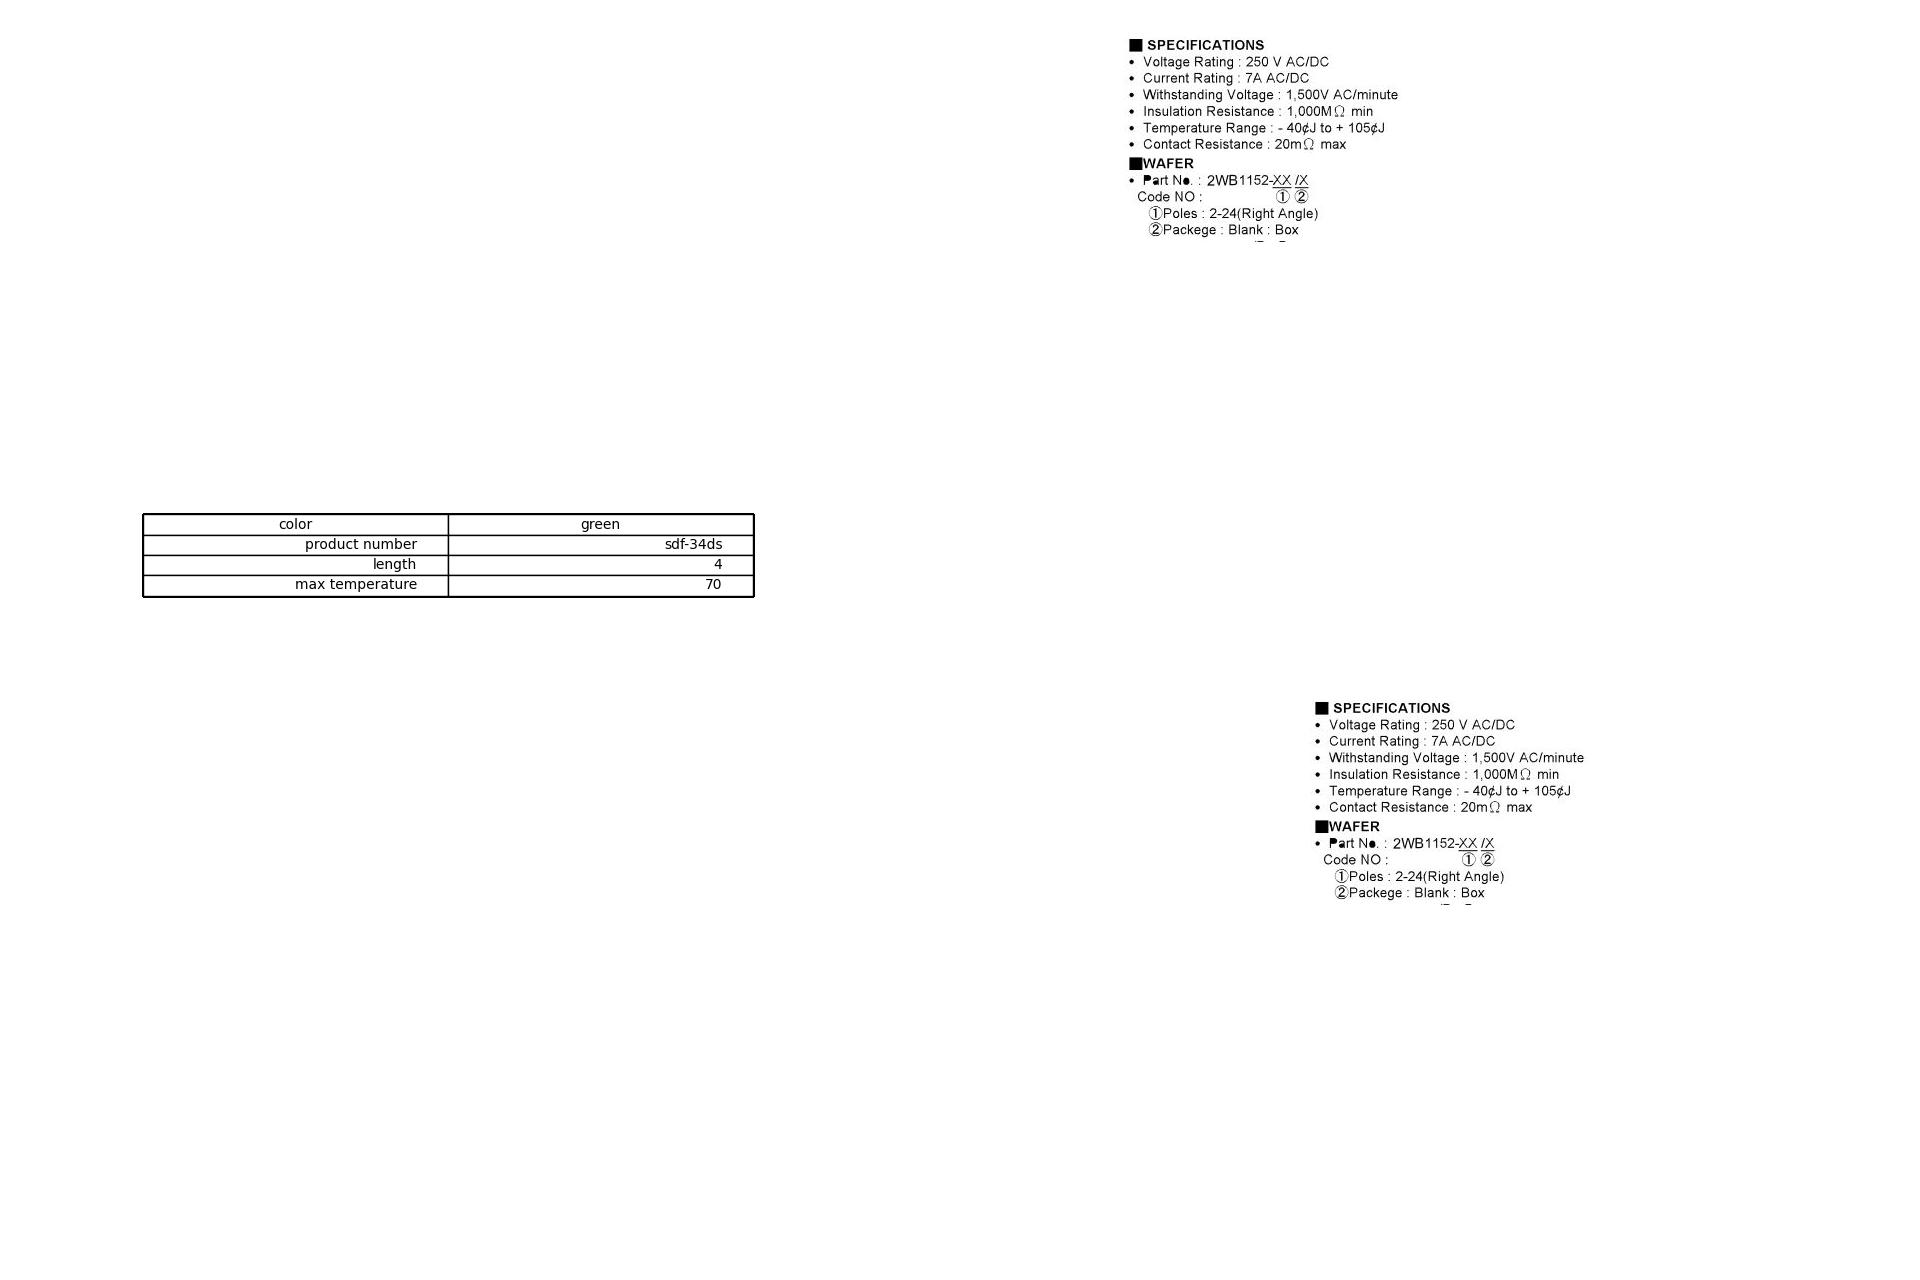 ■ SPECIFICATIONS
• Voltage Rating : 250 V AC/DC
• Current Rating : 7A AC/DC
• Withstanding Voltage : 1,500V AC/minute
• Insulation Resistance : 1,000MΩ min
• Temperature Range : - 40¢J to + 105¢J
• Contact Resistance : 20mΩ max
■WAFER
• Part No. : 2WB1152-XX /X
Code NO : ① ②
①Poles : 2-24(Right Angle)
②Packege : Blank : Box
color green
product number sdf-34ds
length 4
max temperature 70
■ SPECIFICATIONS
• Voltage Rating : 250 V AC/DC
• Current Rating : 7A AC/DC
• Withstanding Voltage : 1,500V AC/minute
• Insulation Resistance : 1,000MΩ min
• Temperature Range : - 40¢J to + 105¢J
• Contact Resistance : 20mΩ max
■WAFER
• Part No. : 2WB1152-XX /X
Code NO : ① ②
①Poles : 2-24(Right Angle)
②Packege : Blank : Box